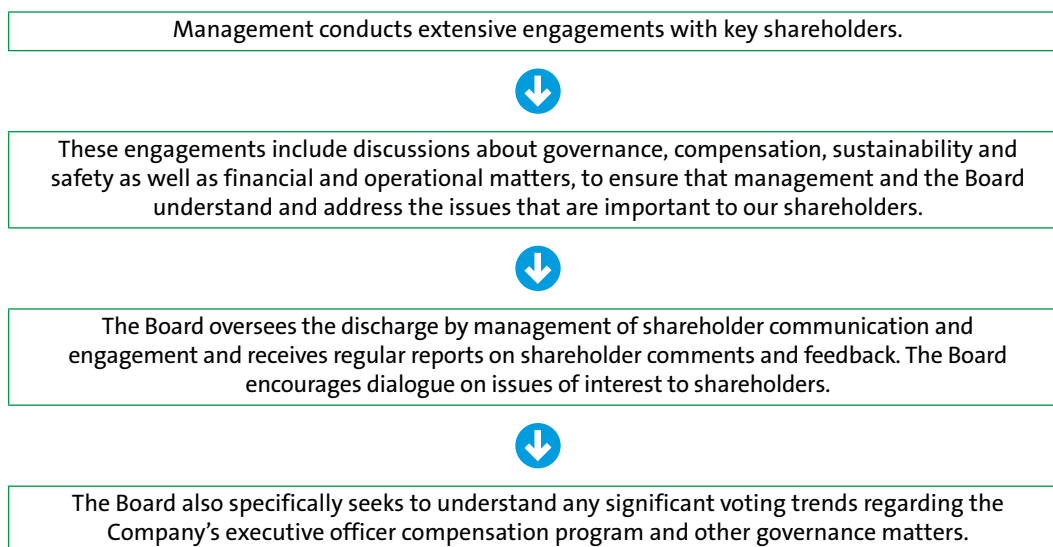 Management conducts extensive engagements with key shareholders.
These engagements include discussions about governance, compensation, sustainability and
safety as well as financial and operational matters, to ensure that management and the Board
understand and address the issues that are important to our shareholders.
The Board oversees the discharge by management of shareholder communication and
engagement and receives regular reports on shareholder comments and feedback. The Board
encourages dialogue on issues of interest to shareholders.
The Board also specifically seeks to understand any significant voting trends regarding the
Company’s executive officer compensation program and other governance matters.